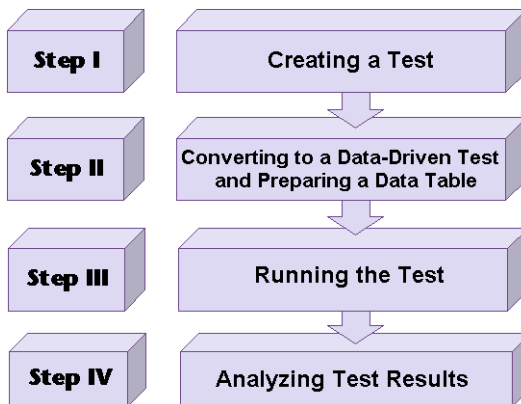 Step I
Creating a Test
Step II
Converting to a Data-Driven Test
and Preparing a Data Table
Step III
Running the Test
Step IV
Analyzing Test Results